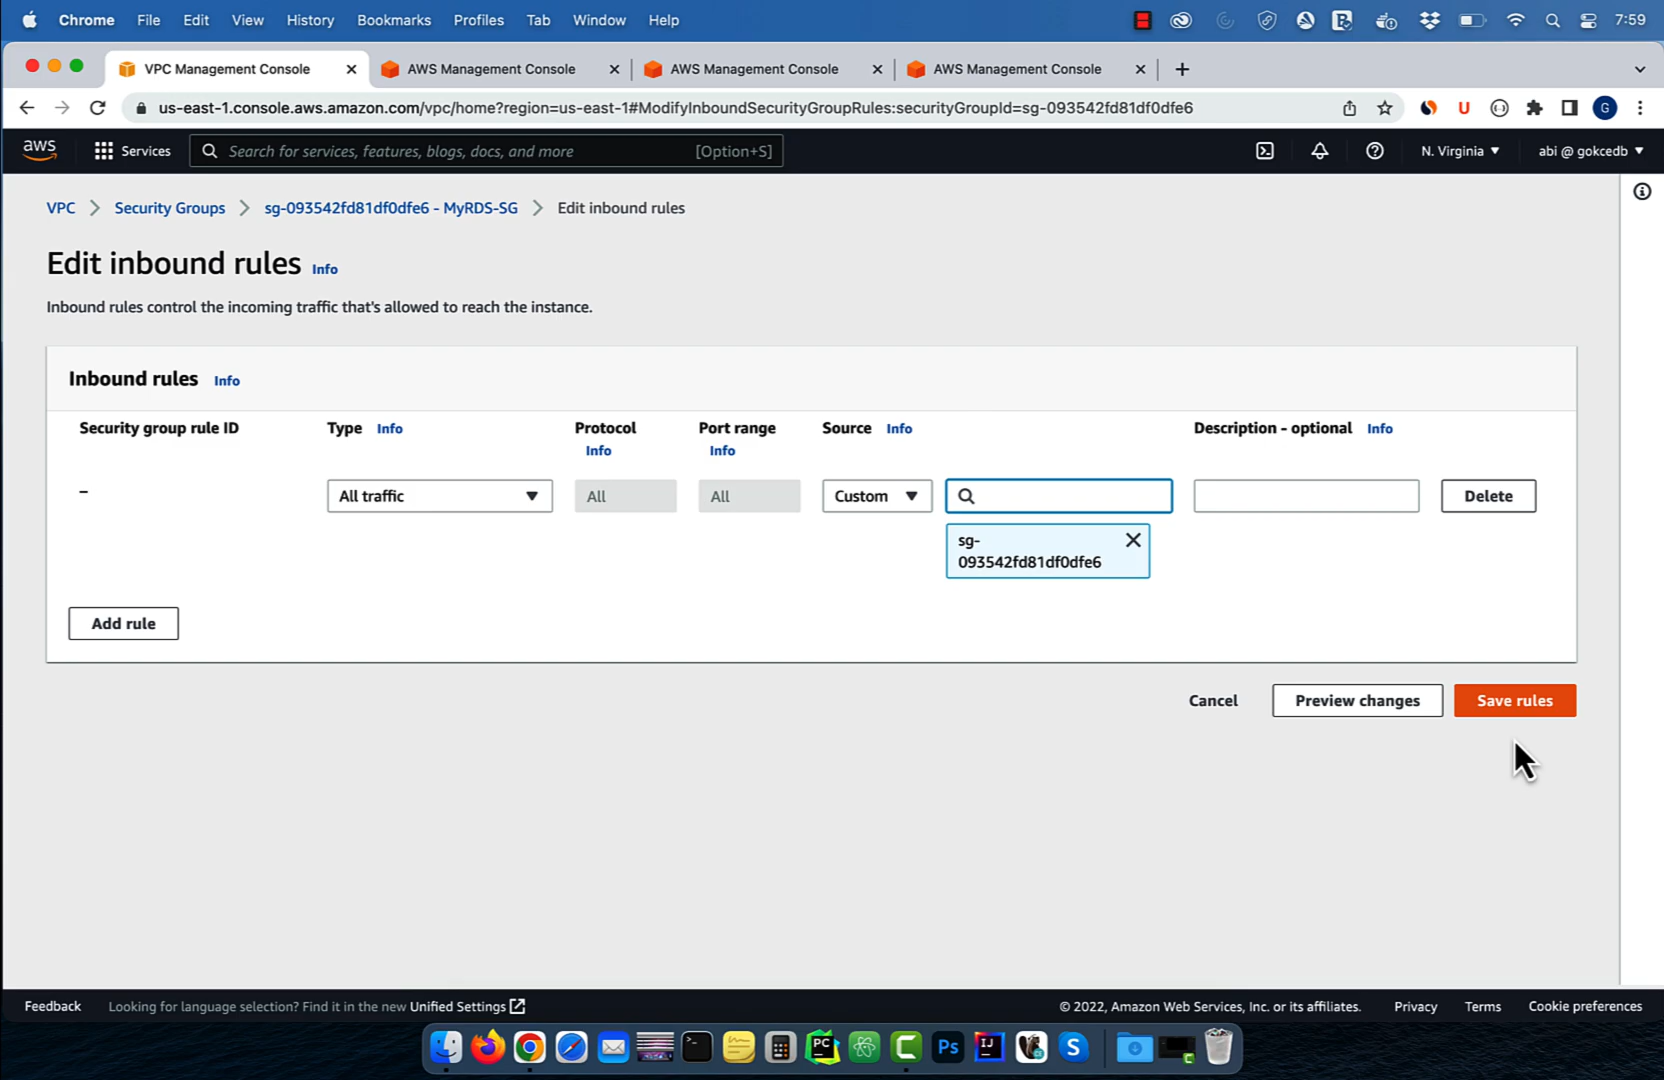 Chrome File Edit View History Bookmarks Profiles Tab Window Help 7:59
VPC Management Console AWS Management Console AWS Management Console AWS Management Console
us-east-1.console.aws.amazon.com/vpc/home?region=us-east-1#ModifyInboundSecurityGroupRules:securityGroupId=sg-093542fd81df0dfe6 U G
aws Services Search for services, features, blogs, docs, and more [Option+S] N. Virginia abi @ gokcedb
VPC Security Groups sg-093542fd81df0dfe6 - MyRDS-SG Edit inbound rules
Edit inbound rules Info
Inbound rules control the incoming traffic that's allowed to reach the instance.
Inbound rules Info
Security group rule ID Type Info Protocol Port range Source Info Description - optional Info
Info Info
– All traffic All All Custom Delete
sg-
093542fd81df0dfe6
Add rule
Cancel Preview changes Save rules
Feedback Looking for language selection? Find it in the new Unified Settings © 2022, Amazon Web Services, Inc. or its affiliates. Privacy Terms Cookie preferences
PC Ps IJ S